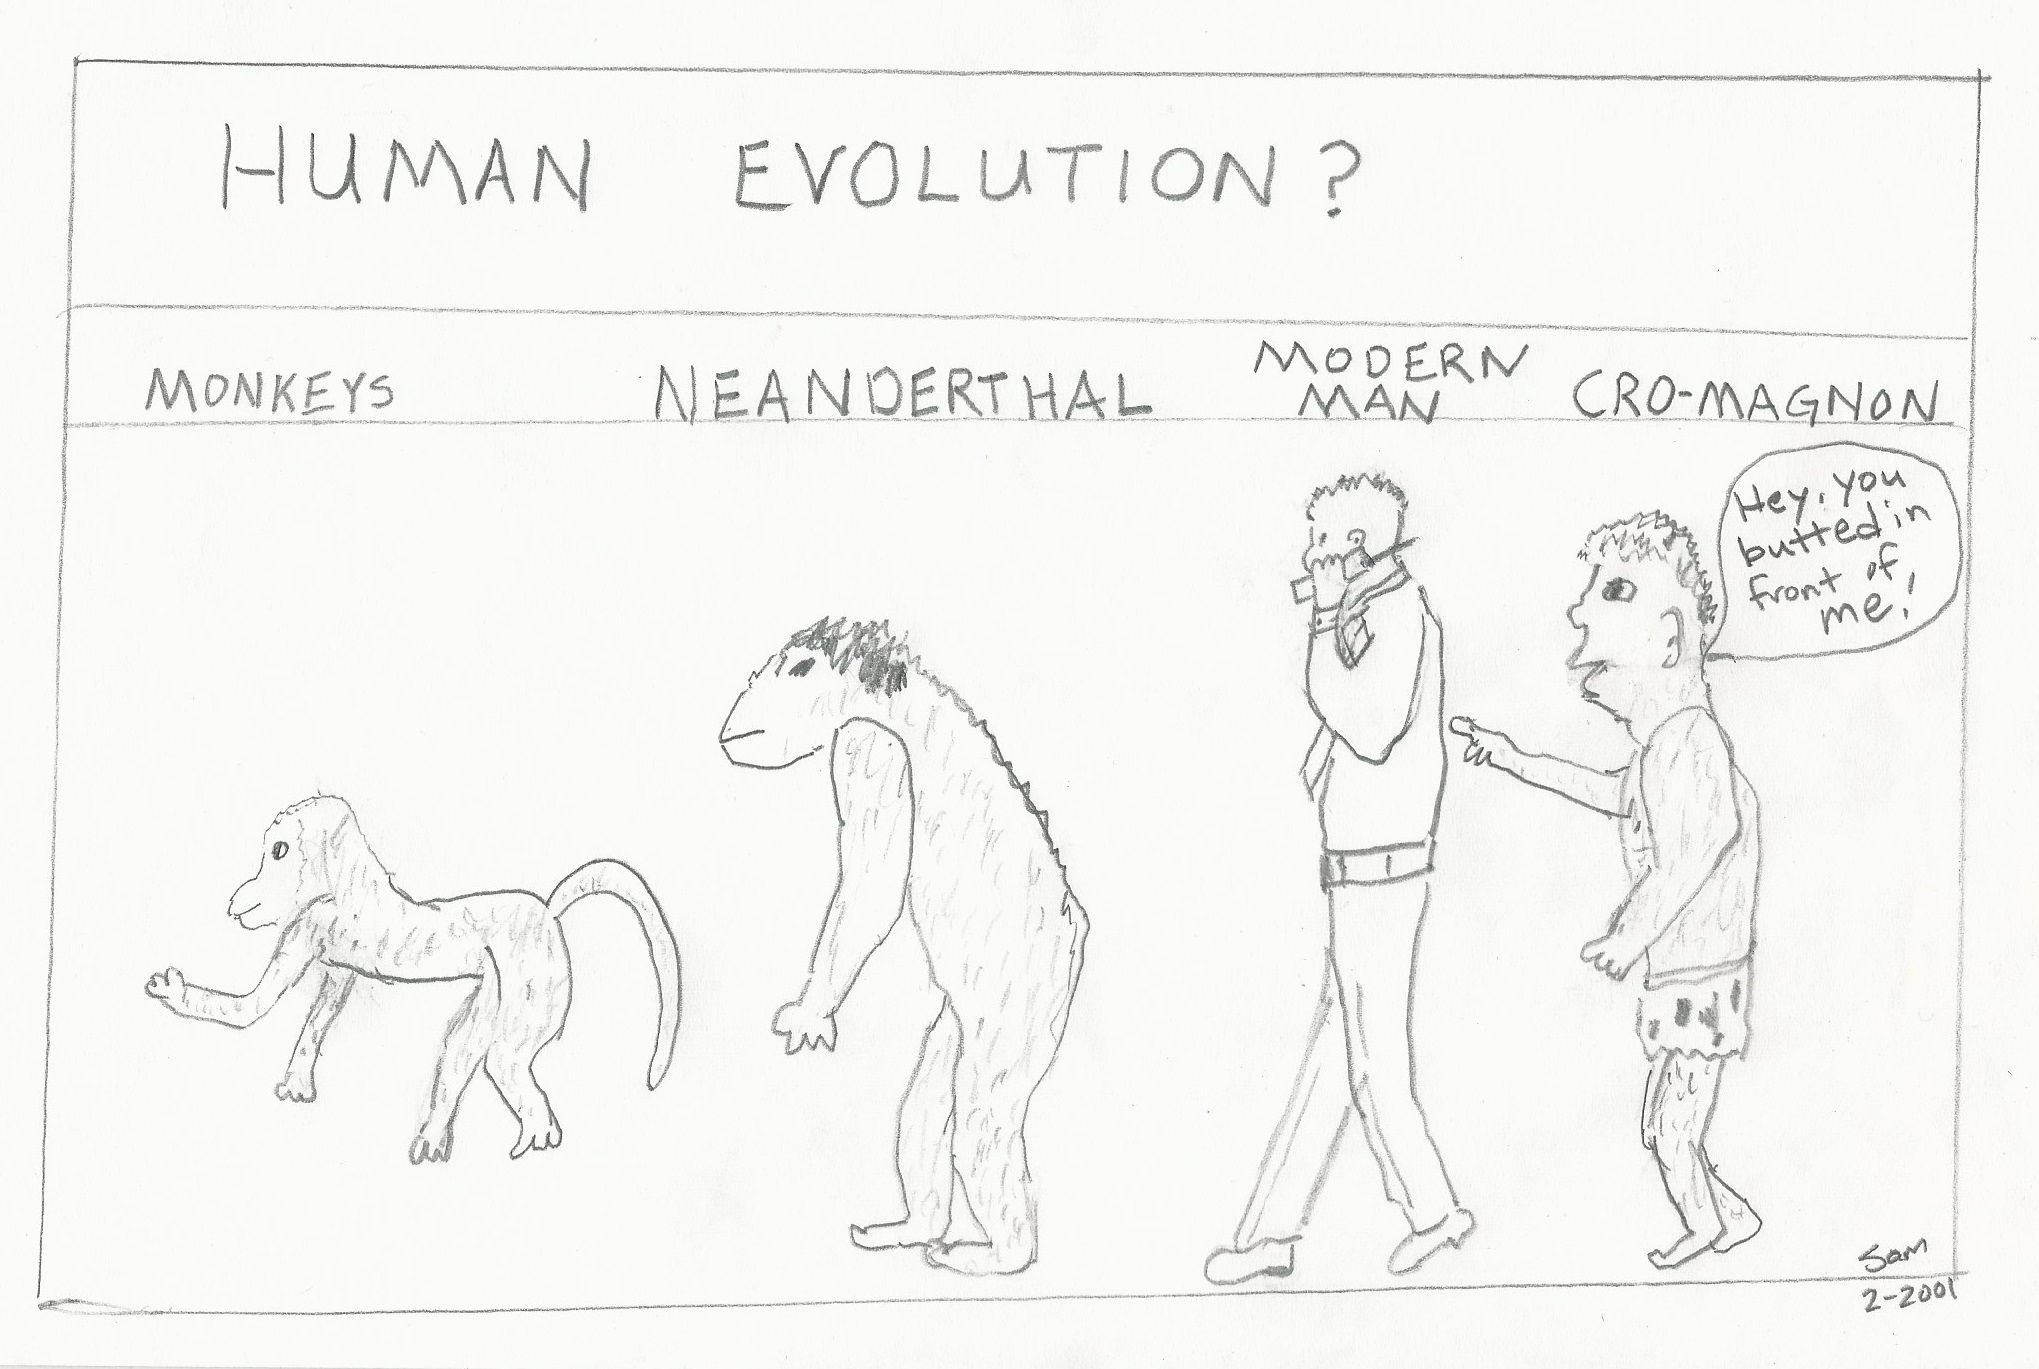 HUMAN EVOLUTION?
MONKEYS
NEANDERTHAL
MODERN
MAN
CRO-MAGNON
Hey, you
butted in
front of
me!
Sam
2-2001